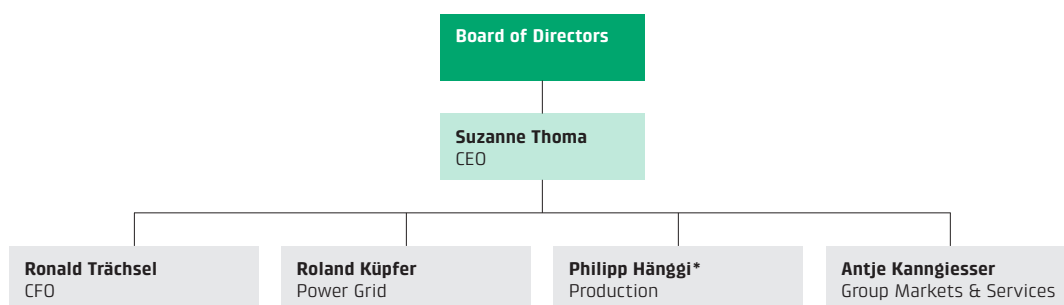 Board of Directors
Suzanne Thoma
CEO
Ronald Trächsel
CFO
Roland Küpfer
Power Grid
Philipp Hänggi*
Production
Antje Kanngiesser
Group Markets & Services